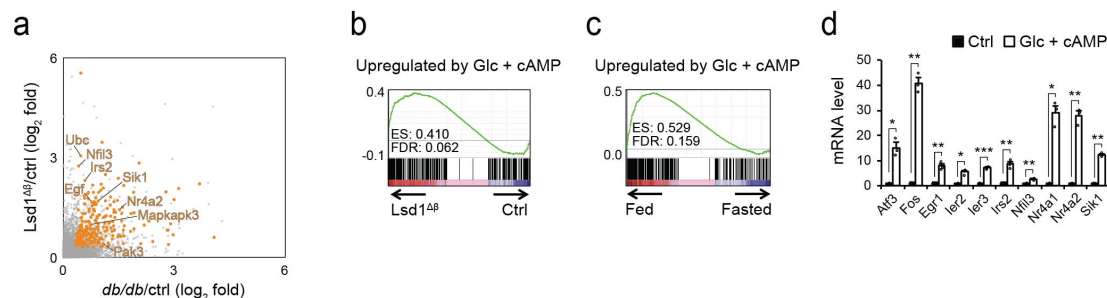 a
Lsd1Δβ/ctrl (log2 fold)
6
3
0
Ubc
Nfil3
Irs2
Egf
Sik1
Nr4a2
Mapkapk3
Pak3
0
3
6
db/db/ctrl (log2 fold)
b
Upregulated by Glc + cAMP
0.4
-0.1
ES: 0.410
FDR: 0.062
Lsd1Δβ
Ctrl
c
Upregulated by Glc + cAMP
0.5
0.0
ES: 0.529
FDR: 0.159
Fed
Fasted
d
Ctrl
Glc + cAMP
mRNA level
50
40
30
20
10
0
*
**
**
*
***
**
**
*
**
**
Atf3
Fos
Egr1
Ier2
Ier3
Irs2
Nfil3
Nr4a1
Nr4a2
Sik1